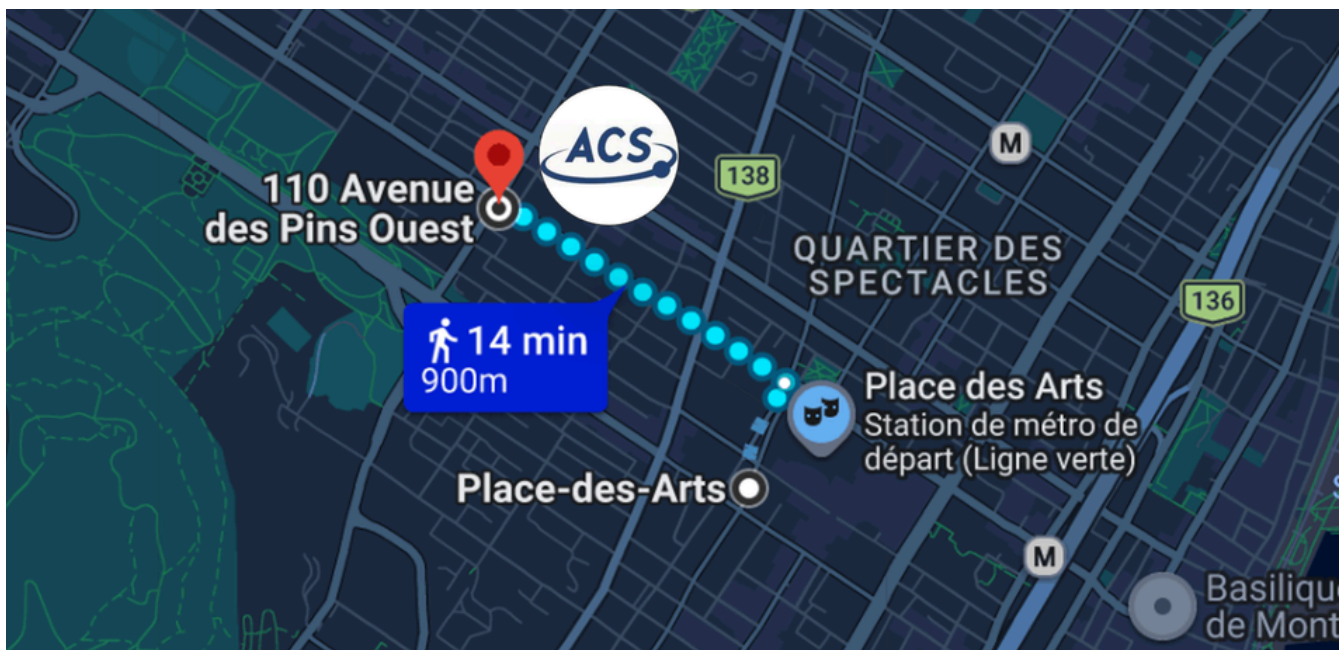 ACS
138
M
110 Avenue
des Pins Ouest
QUARTIER DES
SPECTACLES
136
14 min
900m
Place des Arts
Station de métro de
départ (Ligne verte)
Place-des-Arts
M
Basilique
de Mont